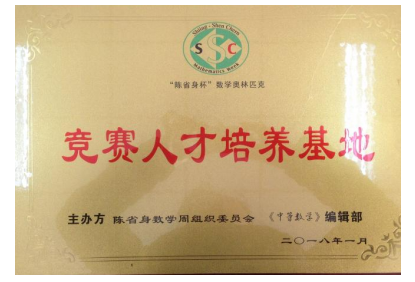 Shiing - Shen Chern
S C
mathematics Week
“陈省身杯”数学奥林匹克
竞赛人才培养基地
主办方 陈省身数学周组织委员会 《中等数学》编辑部
二〇一八年一月